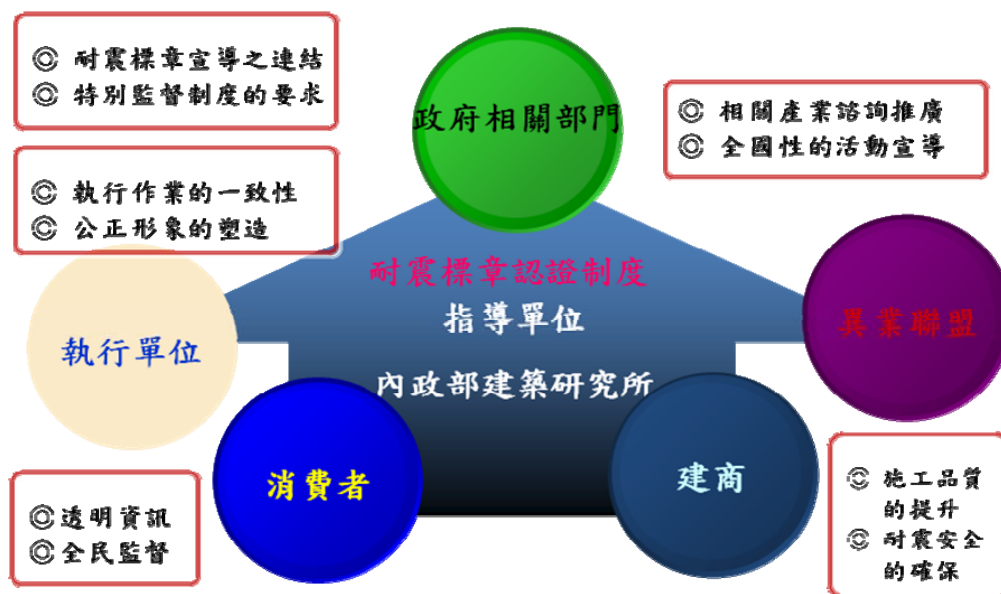 ◎ 耐震標章宣導之連結
◎ 特別監督制度的要求
政府相關部門
◎ 相關產業諮詢推廣
◎ 全國性的活動宣導
◎ 執行作業的一致性
◎ 公正形象的塑造
耐震標章認證制度
指導單位
內政部建築研究所
執行單位
異業聯盟
消費者
建商
◎透明資訊
◎全民監督
◎ 施工品質
的提升
◎ 耐震安全
的確保